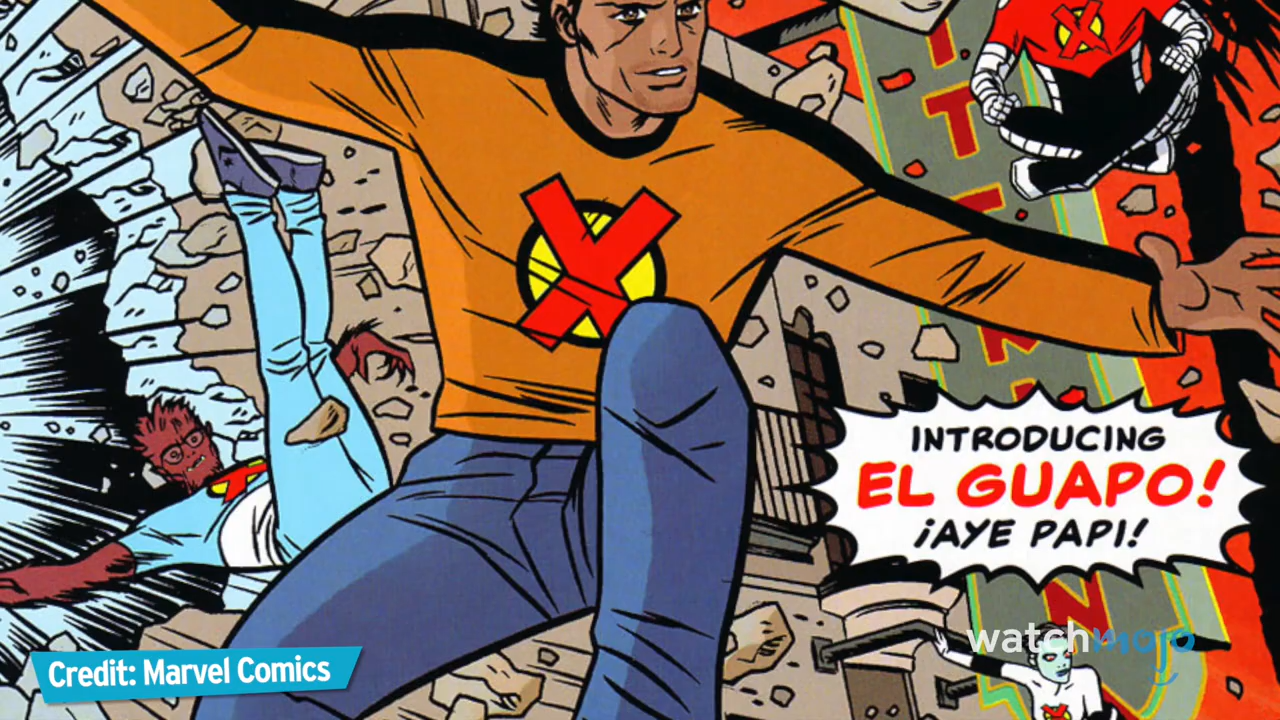 INTRODUCING
EL GUAPO!
¡AYE PAPI!
watchmojo
Credit: Marvel Comics